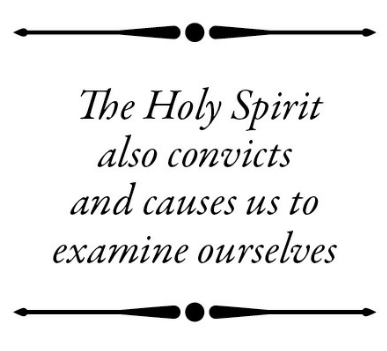 The Holy Spirit
also convicts
and causes us to
examine ourselves